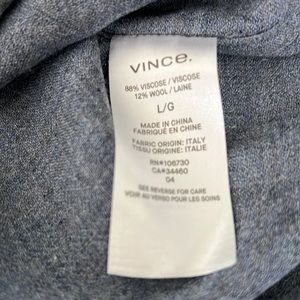 VINCE.
88% VISCOSE / VISCOSE
12% WOOL / LAINE
L/G
MADE IN CHINA
FABRIQUÉ EN CHINE
FABRIC ORIGIN: ITALY
TISSU ORIGINE: ITALIE
RN#106730
CA#34460
04
SEE REVERSE FOR CARE
VOIR AU VERSO POUR LES SOINS